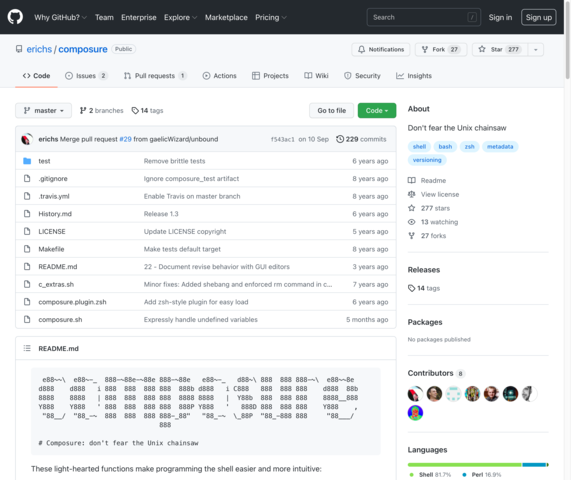 Why GitHub? Team Enterprise Explore Marketplace Pricing Search / Sign in Sign up
erichs / composure Public Notifications Fork 27 Star 277
Code Issues 2 Pull requests 1 Actions Projects Wiki Security Insights
master 2 branches 14 tags Go to file Code
erichs Merge pull request #29 from gaelicWizard/unbound f543ac1 on 10 Sep 229 commits
test Remove brittle tests 6 years ago
.gitignore Ignore composure_test artifact 8 years ago
.travis.yml Enable Travis on master branch 8 years ago
History.md Release 1.3 6 years ago
LICENSE Update LICENSE copyright 5 years ago
Makefile Make tests default target 8 years ago
README.md 22 - Document revise behavior with GUI editors 3 years ago
c_extras.sh Minor fixes: Added shebang and enforced rm command in c... 7 years ago
composure.plugin.zsh Add zsh-style plugin for easy load 6 years ago
composure.sh Expressly handle undefined variables 5 months ago
README.md
# Composure: don't fear the Unix chainsaw
These light-hearted functions make programming the shell easier and more intuitive:
About
Don't fear the Unix chainsaw
shell bash zsh metadata
versioning
Readme
View license
277 stars
13 watching
27 forks
Releases
14 tags
Packages
No packages published
Contributors 8
Languages
Shell 81.7% Perl 16.9%